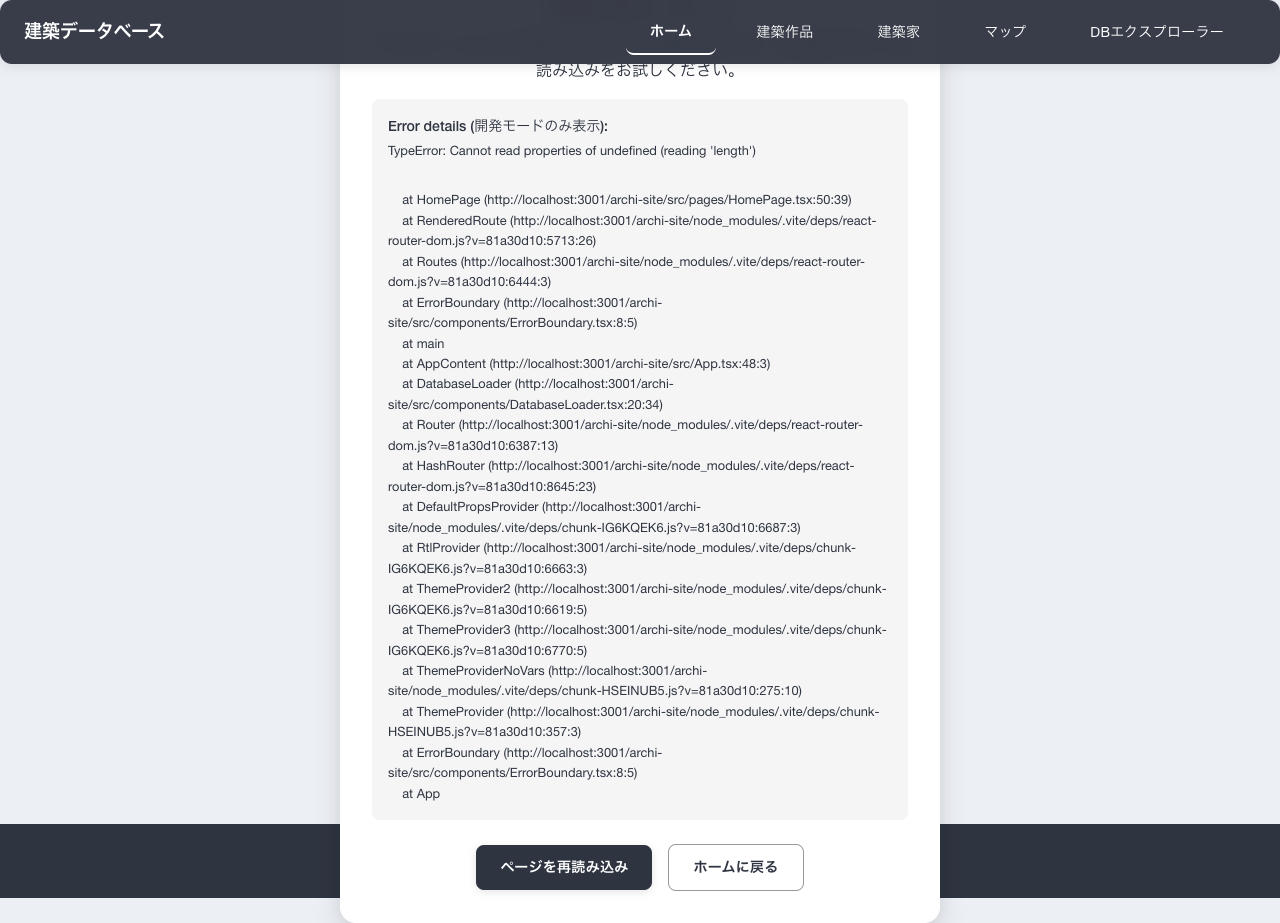 建築データベース
ホーム
建築作品
建築家
マップ
DBエクスプローラー
読み込みをお試しください。
Error details (開発モードのみ表示):
TypeError: Cannot read properties of undefined (reading 'length')
at HomePage (http://localhost:3001/archi-site/src/pages/HomePage.tsx:50:39)
at RenderedRoute (http://localhost:3001/archi-site/node_modules/.vite/deps/react-
router-dom.js?v=81a30d10:5713:26)
at Routes (http://localhost:3001/archi-site/node_modules/.vite/deps/react-router-
dom.js?v=81a30d10:6444:3)
at ErrorBoundary (http://localhost:3001/archi-
site/src/components/ErrorBoundary.tsx:8:5)
at main
at AppContent (http://localhost:3001/archi-site/src/App.tsx:48:3)
at DatabaseLoader (http://localhost:3001/archi-
site/src/components/DatabaseLoader.tsx:20:34)
at Router (http://localhost:3001/archi-site/node_modules/.vite/deps/react-router-
dom.js?v=81a30d10:6387:13)
at HashRouter (http://localhost:3001/archi-site/node_modules/.vite/deps/react-
router-dom.js?v=81a30d10:8645:23)
at DefaultPropsProvider (http://localhost:3001/archi-
site/node_modules/.vite/deps/chunk-IG6KQEK6.js?v=81a30d10:6687:3)
at RtlProvider (http://localhost:3001/archi-site/node_modules/.vite/deps/chunk-
IG6KQEK6.js?v=81a30d10:6663:3)
at ThemeProvider2 (http://localhost:3001/archi-site/node_modules/.vite/deps/chunk-
IG6KQEK6.js?v=81a30d10:6619:5)
at ThemeProvider3 (http://localhost:3001/archi-site/node_modules/.vite/deps/chunk-
IG6KQEK6.js?v=81a30d10:6770:5)
at ThemeProviderNoVars (http://localhost:3001/archi-
site/node_modules/.vite/deps/chunk-HSEINUB5.js?v=81a30d10:275:10)
at ThemeProvider (http://localhost:3001/archi-site/node_modules/.vite/deps/chunk-
HSEINUB5.js?v=81a30d10:357:3)
at ErrorBoundary (http://localhost:3001/archi-
site/src/components/ErrorBoundary.tsx:8:5)
at App
ページを再読み込み
ホームに戻る